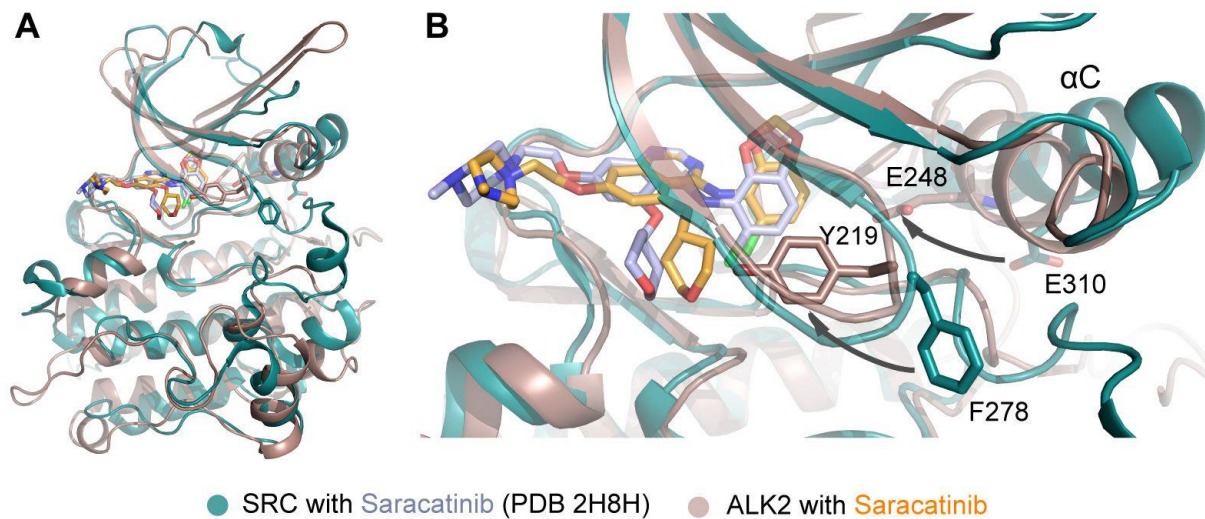 A
B
αC
E248
Y219
E310
F278
SRC with Saracatinib (PDB 2H8H) ALK2 with Saracatinib